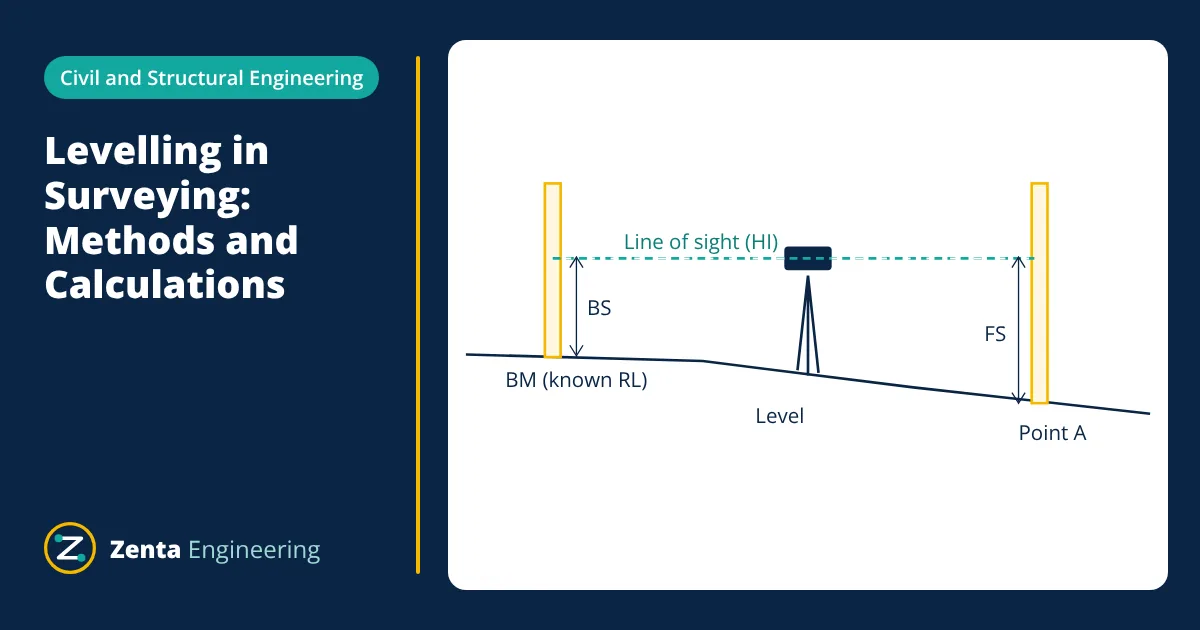 Civil and Structural Engineering
Levelling in
Surveying:
Methods and
Calculations
Z
Zenta Engineering
Line of sight (HI)
BS
FS
BM (known RL)
Level
Point A